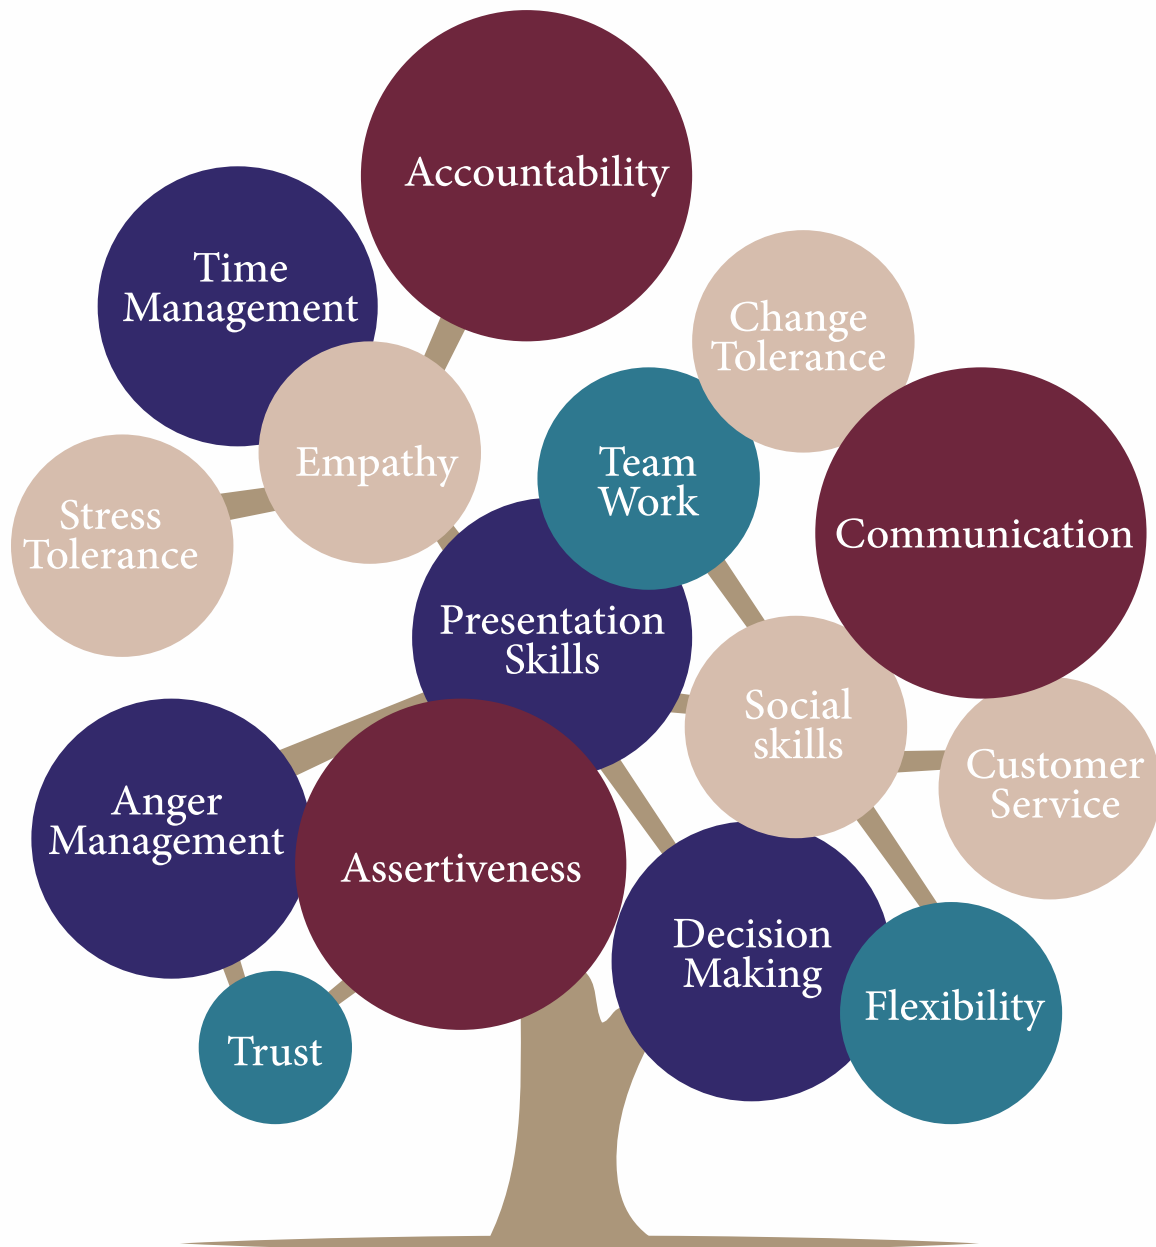 Accountability
Time
Management
Change
Tolerance
Empathy
Team
Work
Stress
Tolerance
Communication
Presentation
Skills
Social
skills
Customer
Service
Anger
Management
Assertiveness
Decision
Making
Flexibility
Trust